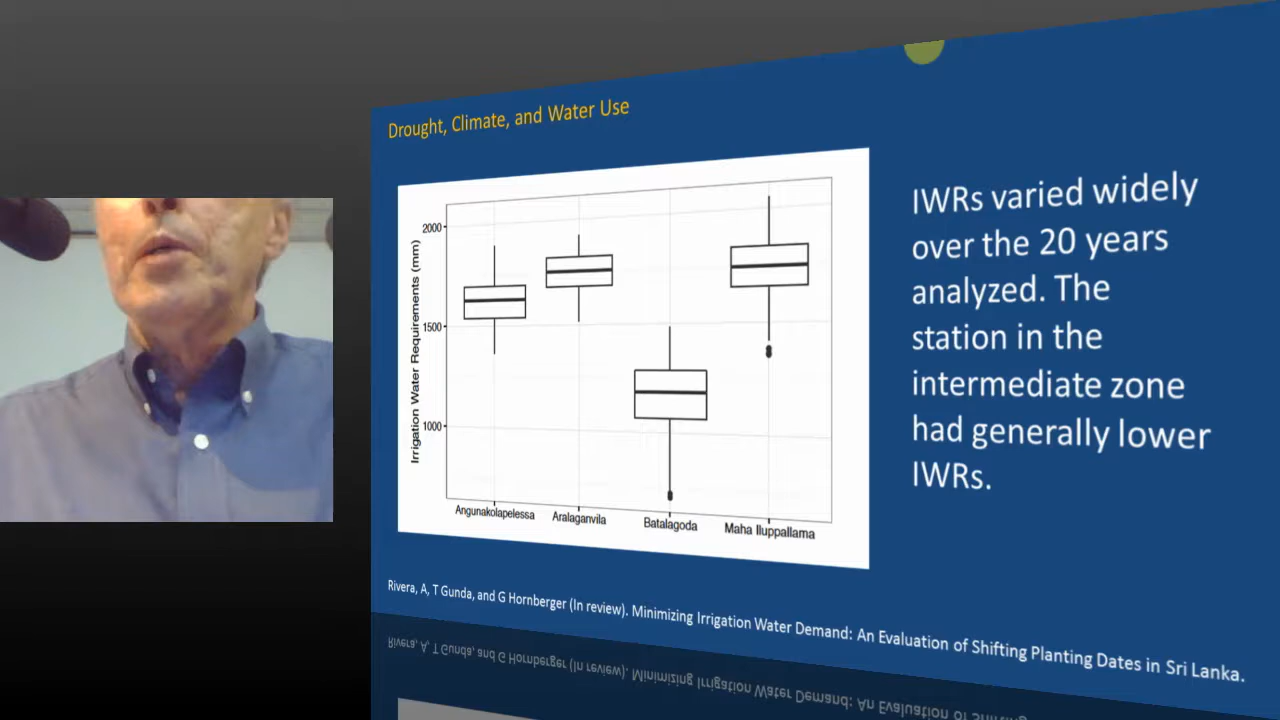 Drought, Climate, and Water Use
IWRs varied widely
over the 20 years
analyzed. The
station in the
intermediate zone
had generally lower
IWRs.
Irrigation Water Requirements (mm)
2000
1500
1000
Angunakolapelessa
Aralaganvila
Batalagoda
Maha Iluppallama
Rivera, A, T Gunda, and G Hornberger (In review). Minimizing Irrigation Water Demand: An Evaluation of Shifting Planting Dates in Sri Lanka.